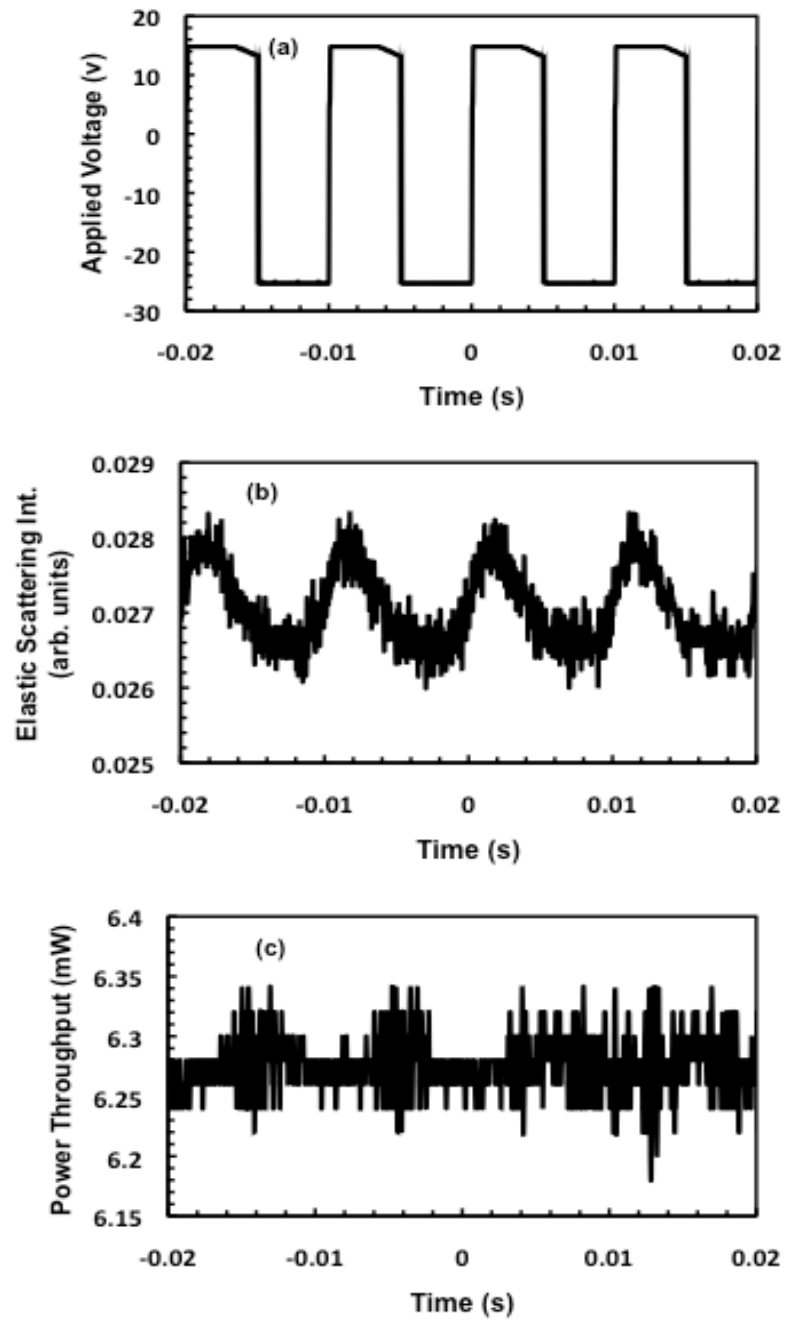 20
(a)
10
0
-10
-20
-30
Applied Voltage (v)
-0.02 -0.01 0 0.01 0.02
Time (s)
0.029
(b)
0.028
0.027
0.026
0.025
Elastic Scattering Int.
(arb. units)
-0.02 -0.01 0 0.01 0.02
Time (s)
6.4
(c)
6.35
6.3
6.25
6.2
6.15
Power Throughput (mW)
-0.02 -0.01 0 0.01 0.02
Time (s)